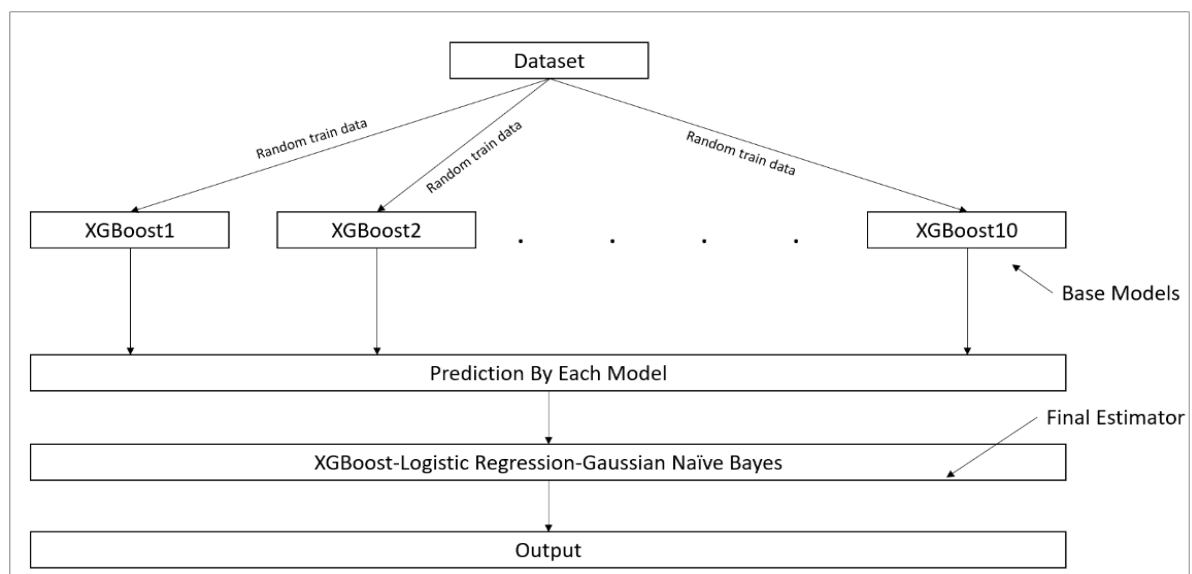 Dataset
Random train data
Random train data
Random train data
XGBoost1
XGBoost2
. . . .
XGBoost10
Base Models
Prediction By Each Model
Final Estimator
XGBoost-Logistic Regression-Gaussian Naïve Bayes
Output